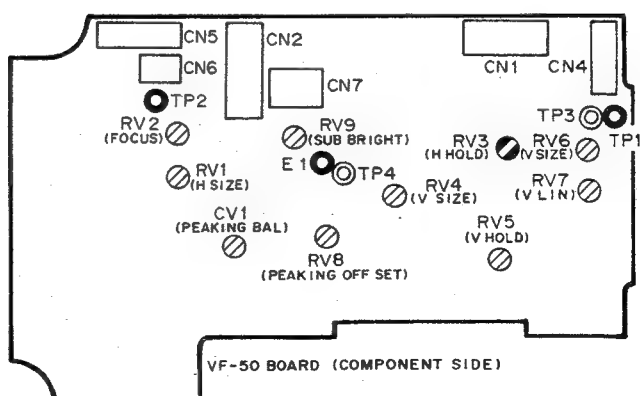 CN5
CN2
CN6
CN7
CN1
CN4
TP2
TP3
TP1
RV2
(FOCUS)
RV9
(SUB BRIGHT)
RV3
(H HOLD)
RV6
(V SIZE)
E1
TP4
RV1
(H SIZE)
RV4
(V SIZE)
RV7
(V LIN)
CV1
(PEAKING BAL)
RV5
(V HOLD)
RV8
(PEAKING OFF SET)
VF-50 BOARD (COMPONENT SIDE)